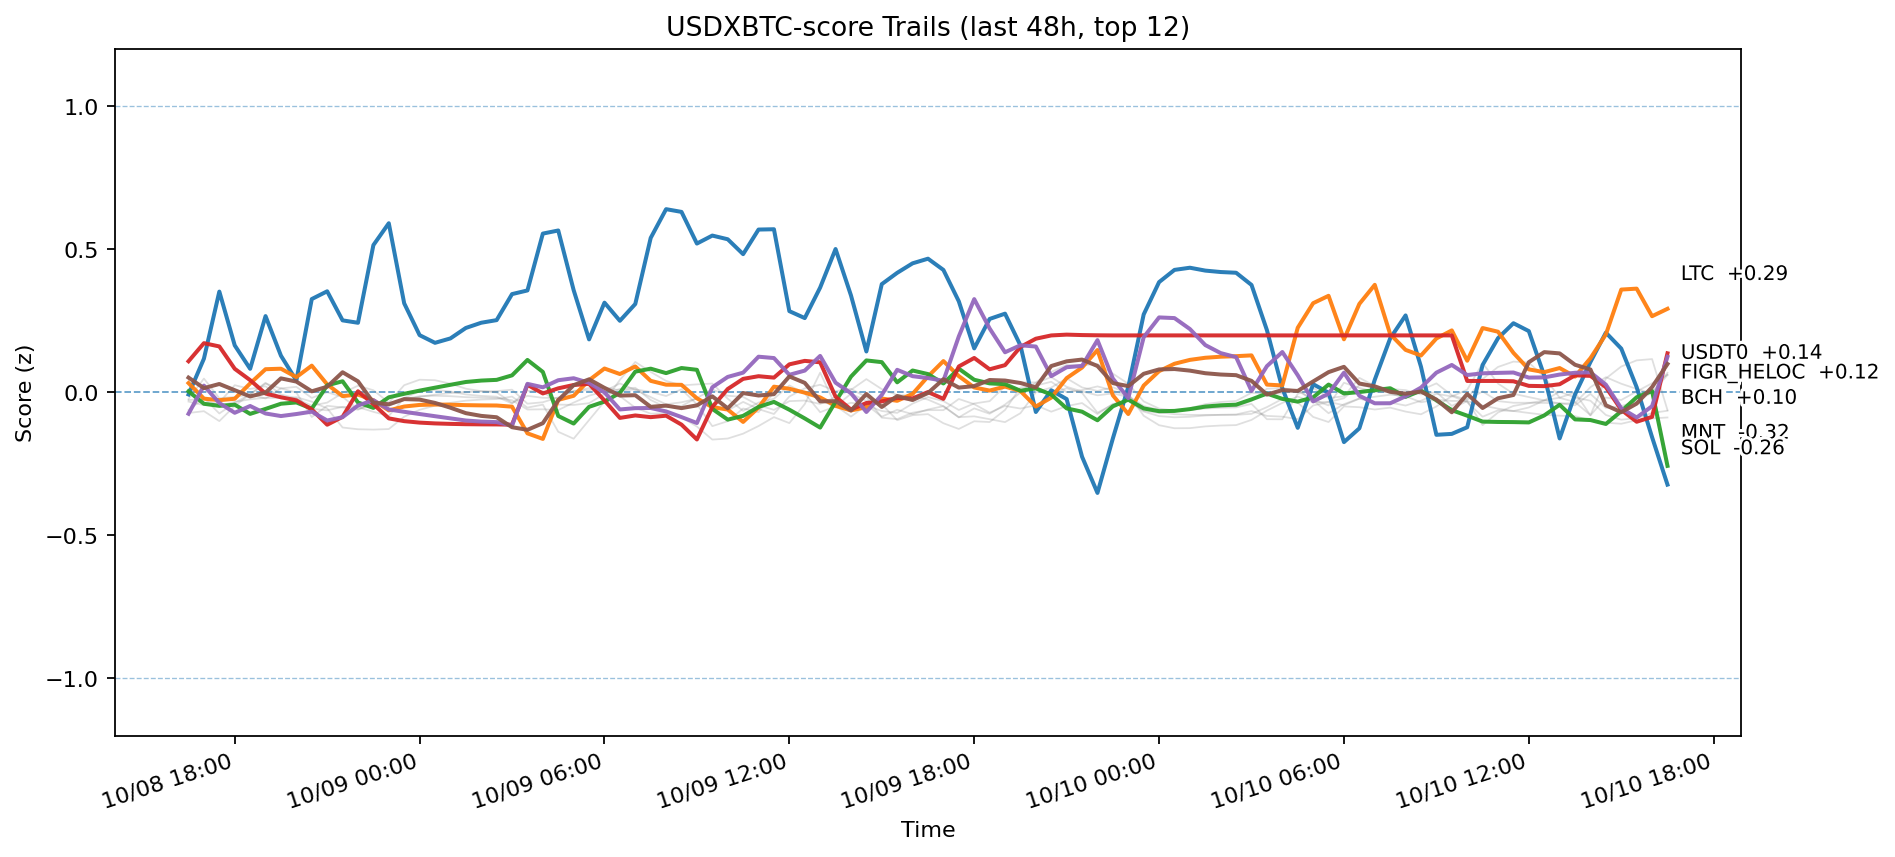 USDXBTC-score Trails (last 48h, top 12)
Score (z)
1.0
0.5
0.0
−0.5
−1.0
LTC +0.29
USDT0 +0.14
FIGR_HELOC +0.12
BCH +0.10
MNT -0.32
SOL -0.26
10/08 18:00
10/09 00:00
10/09 06:00
10/09 12:00
10/09 18:00
10/10 00:00
10/10 06:00
10/10 12:00
10/10 18:00
Time